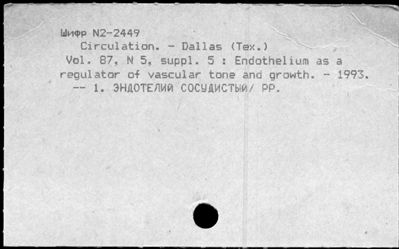 Шифр N2-2449
Circulation. - Dallas (Tex.)
Vol. 87, N 5, suppl. 5 : Endothelium as a
regulator of vascular tone and growth. - 1993.
-- 1. ЭНДОТЕЛИЙ СОСУДИСТЫЙ/ PP.